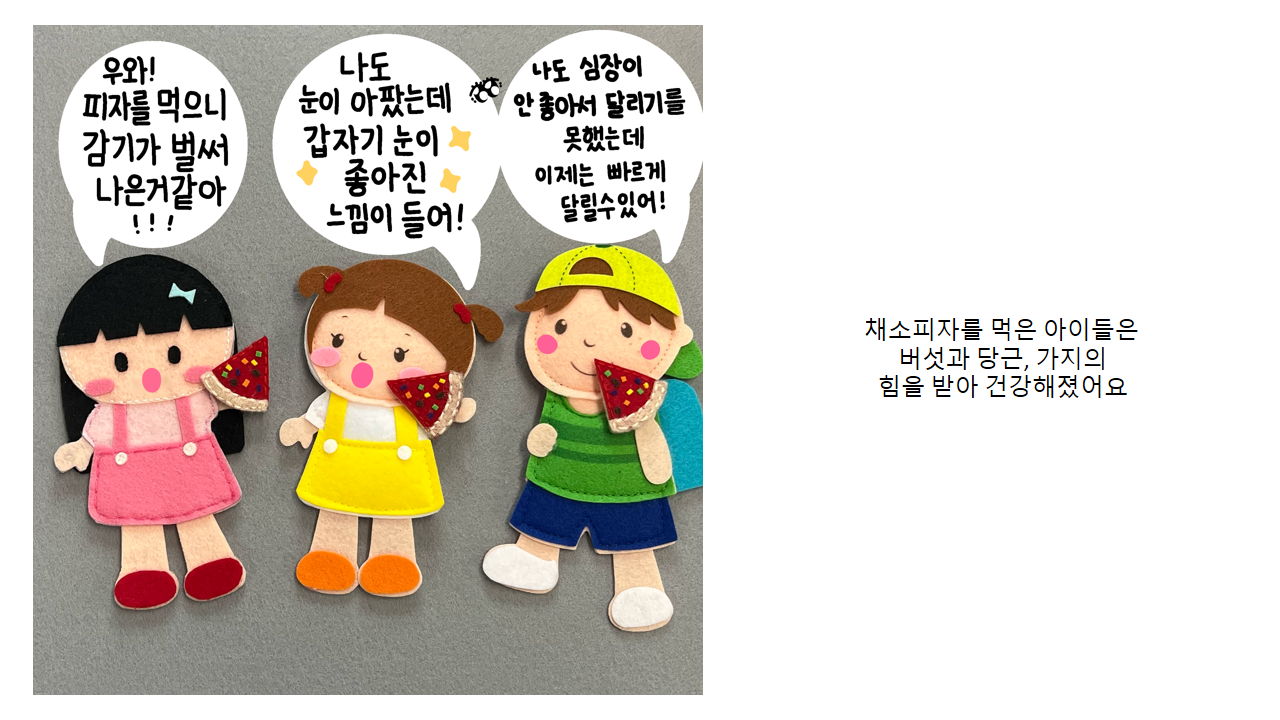 우와!
피자를 먹으니
감기가 벌써
나은거같아
! ! !
나도
눈이 아팠는데
갑자기 눈이
좋아진
느낌이 들어!
나도 심장이
안좋아서 달리기를
못했는데
이제는 빠르게
달릴수있어!
채소피자를 먹은 아이들은
버섯과 당근, 가지의
힘을 받아 건강해졌어요